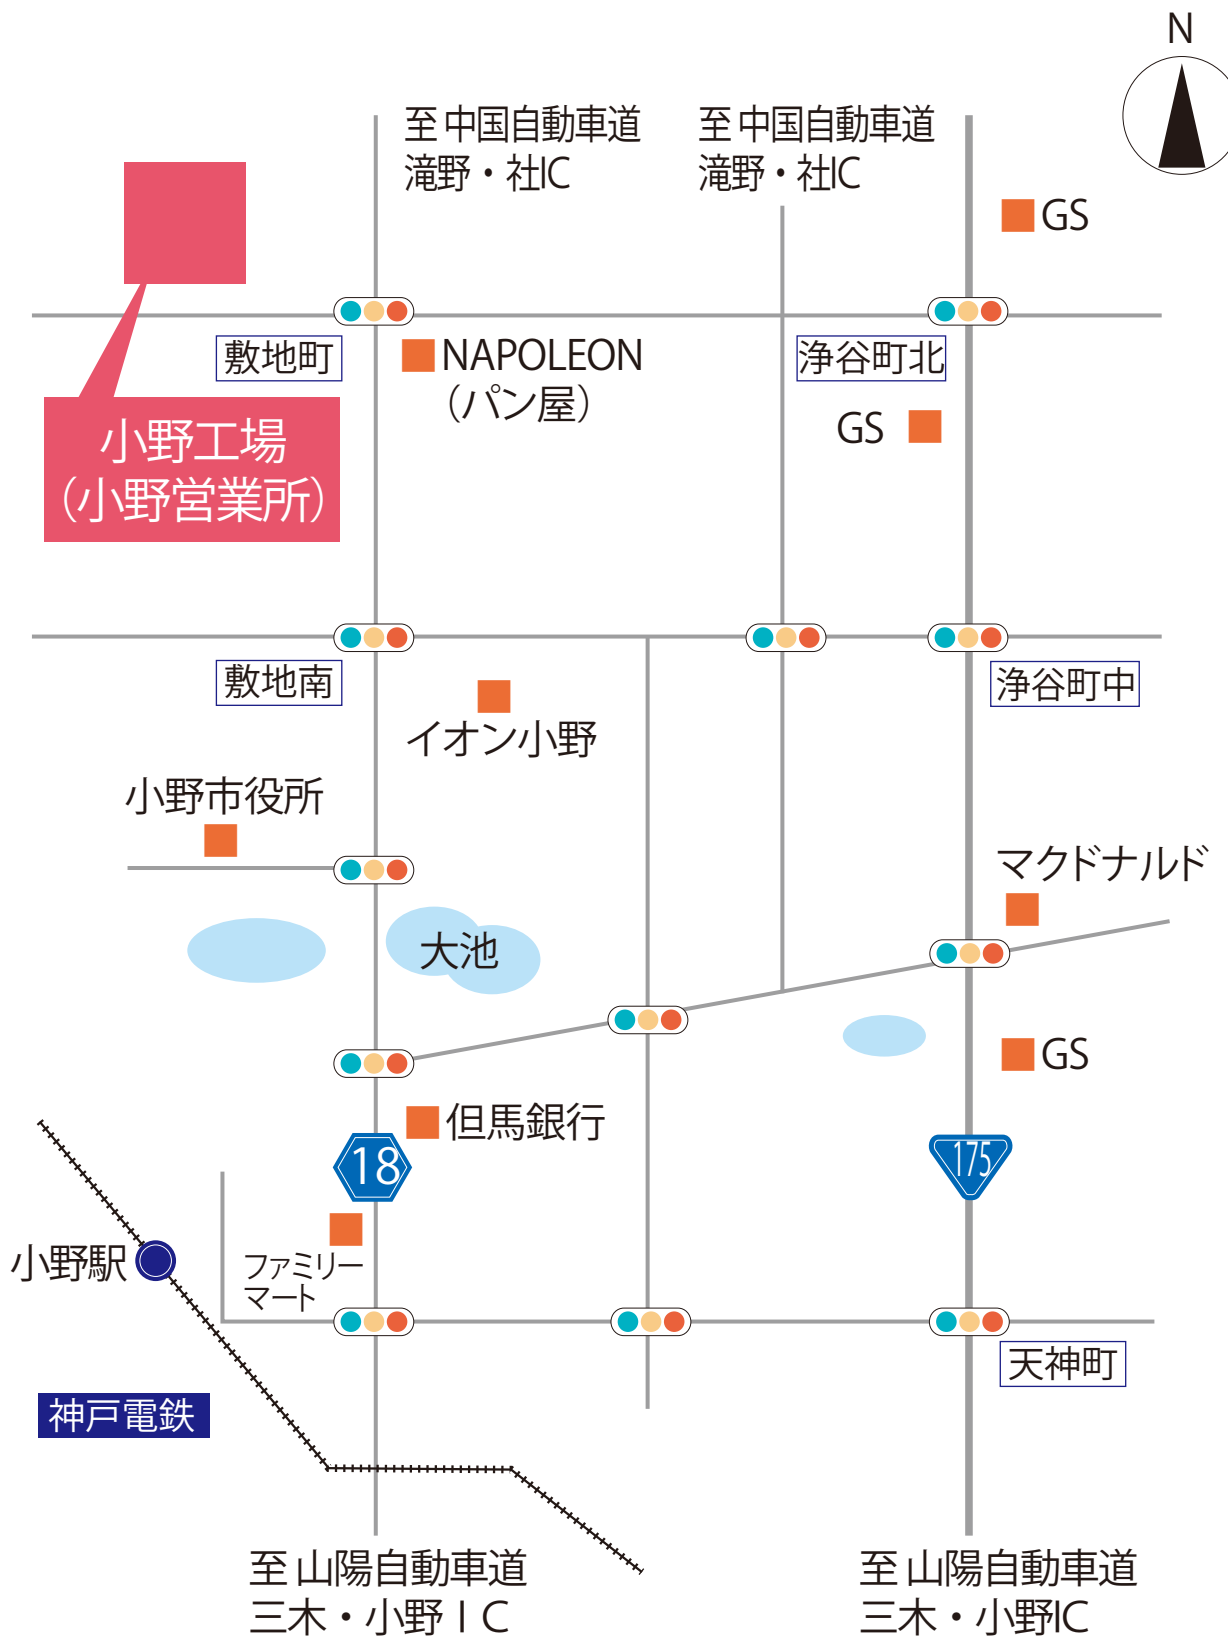 N
至 中国自動車道
滝野・社IC
至 中国自動車道
滝野・社IC
GS
敷地町
NAPOLEON
（パン屋）
浄谷町北
GS
小野工場
（小野営業所）
敷地南
浄谷町中
イオン小野
小野市役所
マクドナルド
大池
GS
但馬銀行
18
175
小野駅
ファミリー
マート
天神町
神戸電鉄
至 山陽自動車道
三木・小野ＩＣ
至 山陽自動車道
三木・小野IC